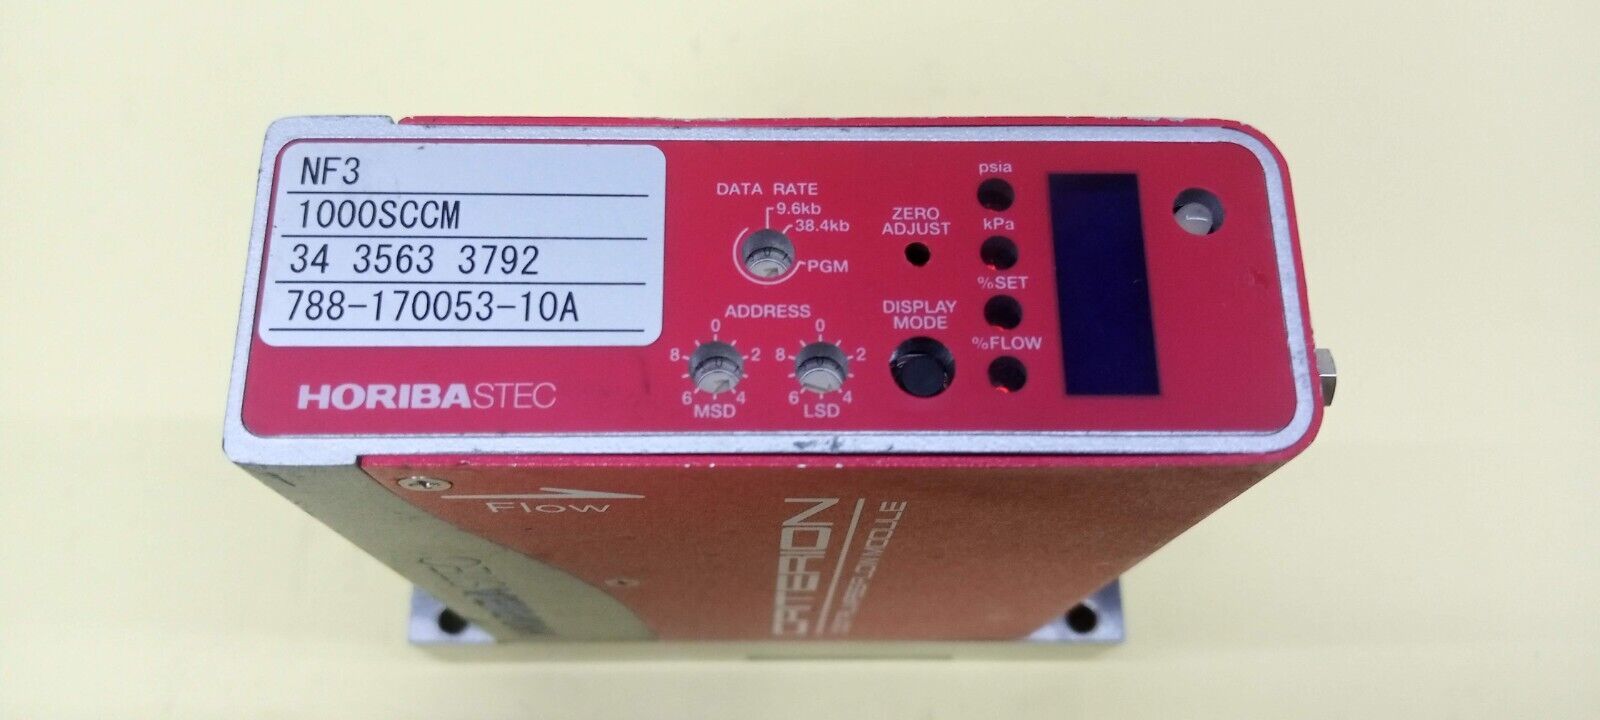 NF3
1000SCCM
34 3563 3792
788-170053-10A
HORIBASTEC
DATA RATE
9.6kb
38.4kb
PGM
ADDRESS
0
2
4
6
8
MSD
0
2
4
6
8
LSD
ZERO
ADJUST
DISPLAY
MODE
psia
kPa
%SET
%FLOW
Flow
CRITERION
FLOW MODULE